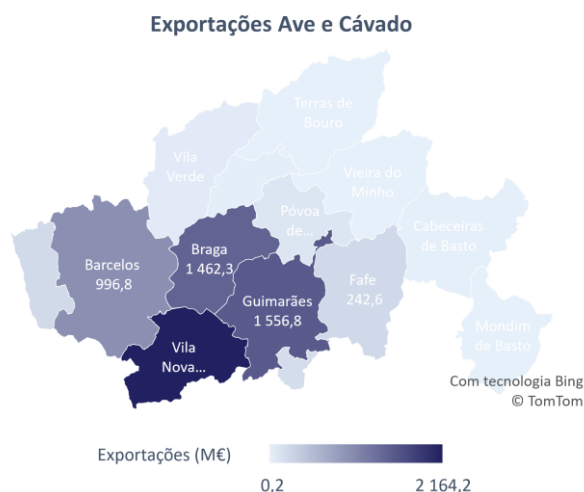 Exportações Ave e Cávado
Terras de
Bouro
Vila
Verde
Vieira do
Minho
Póvoa
de...
Cabeceiras
de Basto
Braga
1 462,3
Barcelos
996,8
Fafe
242,6
Guimarães
1 556,8
Mondim
de Basto
Vila
Nova...
Com tecnologia Bing
© TomTom
Exportações (M€)
0,2
2 164,2